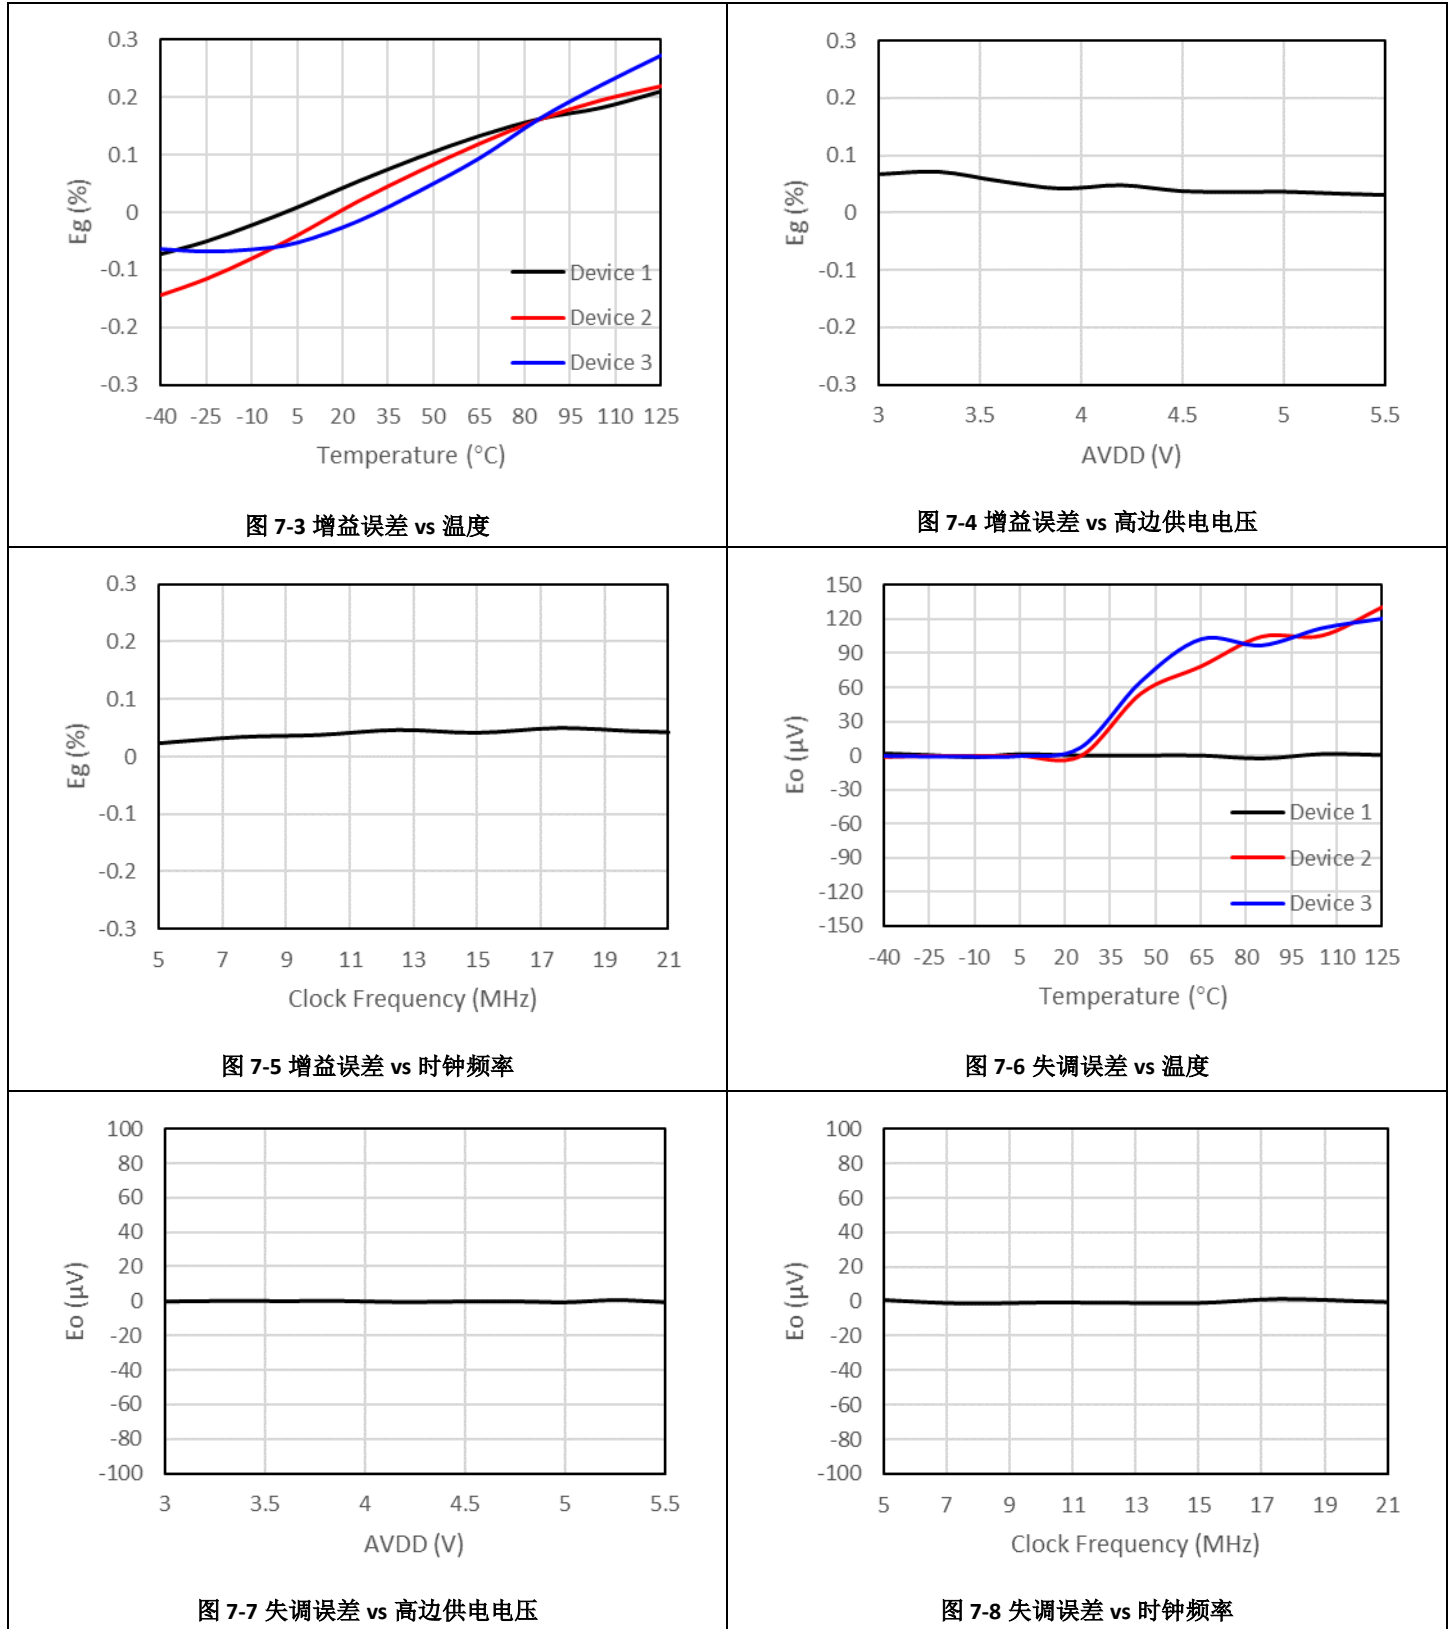 0.3
0.2
0.1
0
-0.1
-0.2
-0.3
Eg (%)
Device 1
Device 2
Device 3
-40 -25 -10 5 20 35 50 65 80 95 110 125
Temperature (°C)
图 7-3 增益误差 vs 温度
0.3
0.2
0.1
0
-0.1
-0.2
-0.3
Eg (%)
3 3.5 4 4.5 5 5.5
AVDD (V)
图 7-4 增益误差 vs 高边供电电压
0.3
0.2
0.1
0
-0.1
-0.2
-0.3
Eg (%)
5 7 9 11 13 15 17 19 21
Clock Frequency (MHz)
图 7-5 增益误差 vs 时钟频率
150
120
90
60
30
0
-30
-60
-90
-120
-150
Eo (μV)
Device 1
Device 2
Device 3
-40 -25 -10 5 20 35 50 65 80 95 110 125
Temperature (°C)
图 7-6 失调误差 vs 温度
100
80
60
40
20
0
-20
-40
-60
-80
-100
Eo (μV)
3 3.5 4 4.5 5 5.5
AVDD (V)
图 7-7 失调误差 vs 高边供电电压
100
80
60
40
20
0
-20
-40
-60
-80
-100
Eo (μV)
5 7 9 11 13 15 17 19 21
Clock Frequency (MHz)
图 7-8 失调误差 vs 时钟频率